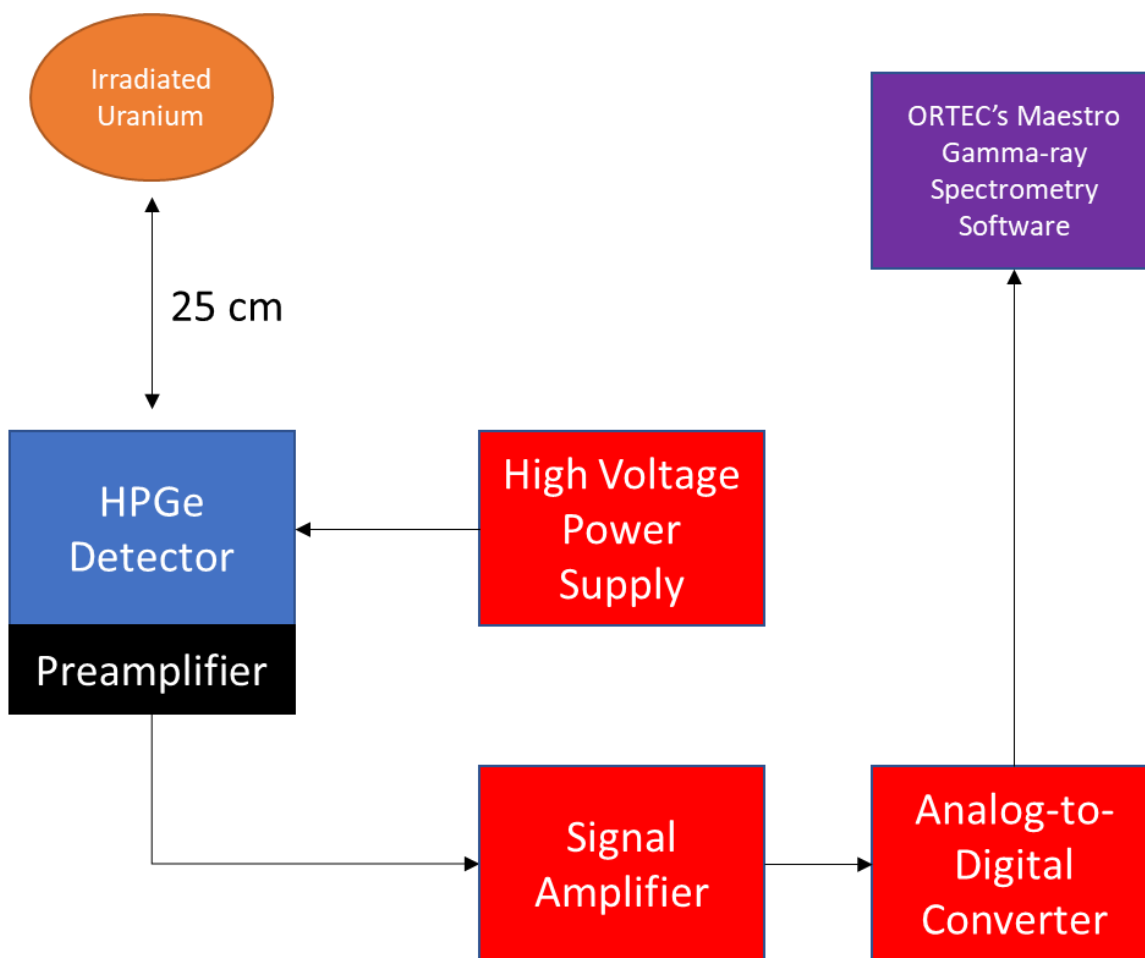 Irradiated
Uranium
ORTEC's Maestro
Gamma-ray
Spectrometry
Software
25 cm
HPGe
Detector
High Voltage
Power
Supply
Preamplifier
Signal
Amplifier
Analog-to-
Digital
Converter